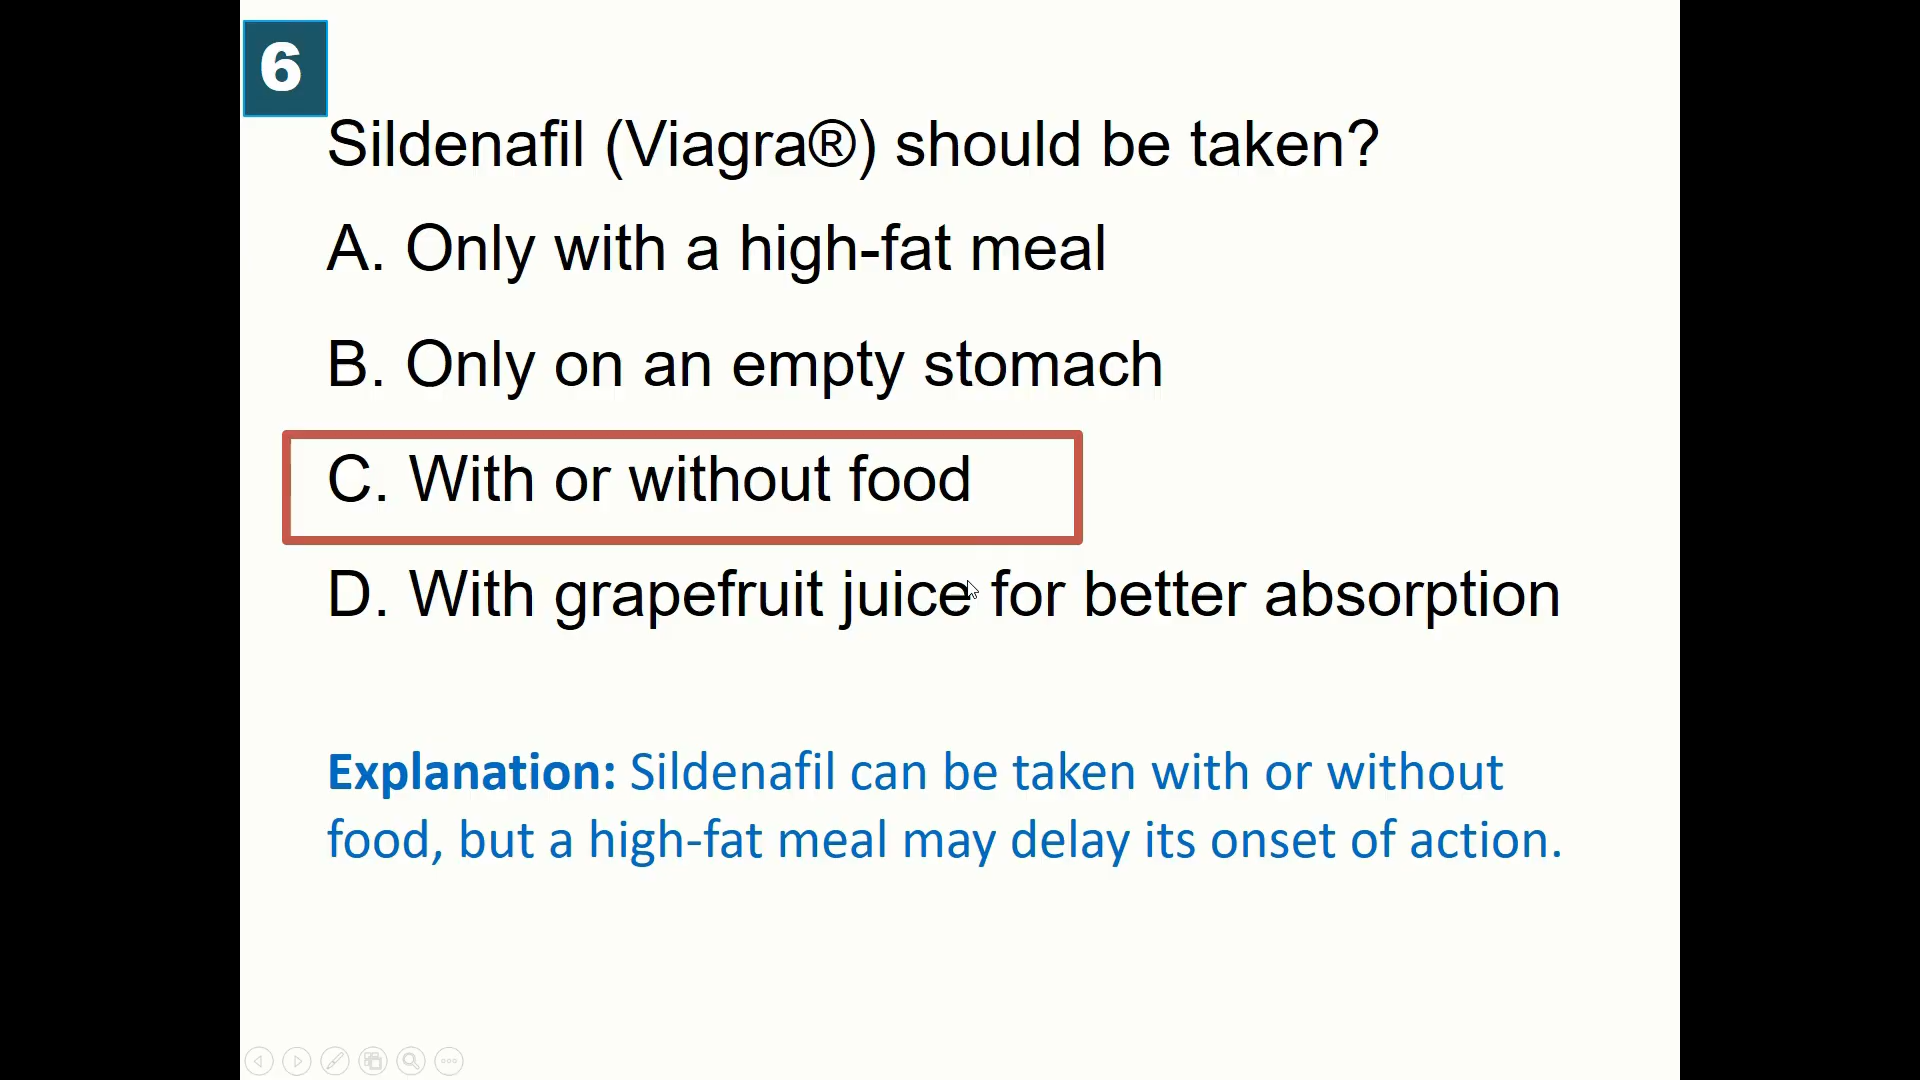 6
Sildenafil (Viagra®) should be taken?
A. Only with a high-fat meal
B. Only on an empty stomach
C. With or without food
D. With grapefruit juice for better absorption
Explanation: Sildenafil can be taken with or without
food, but a high-fat meal may delay its onset of action.